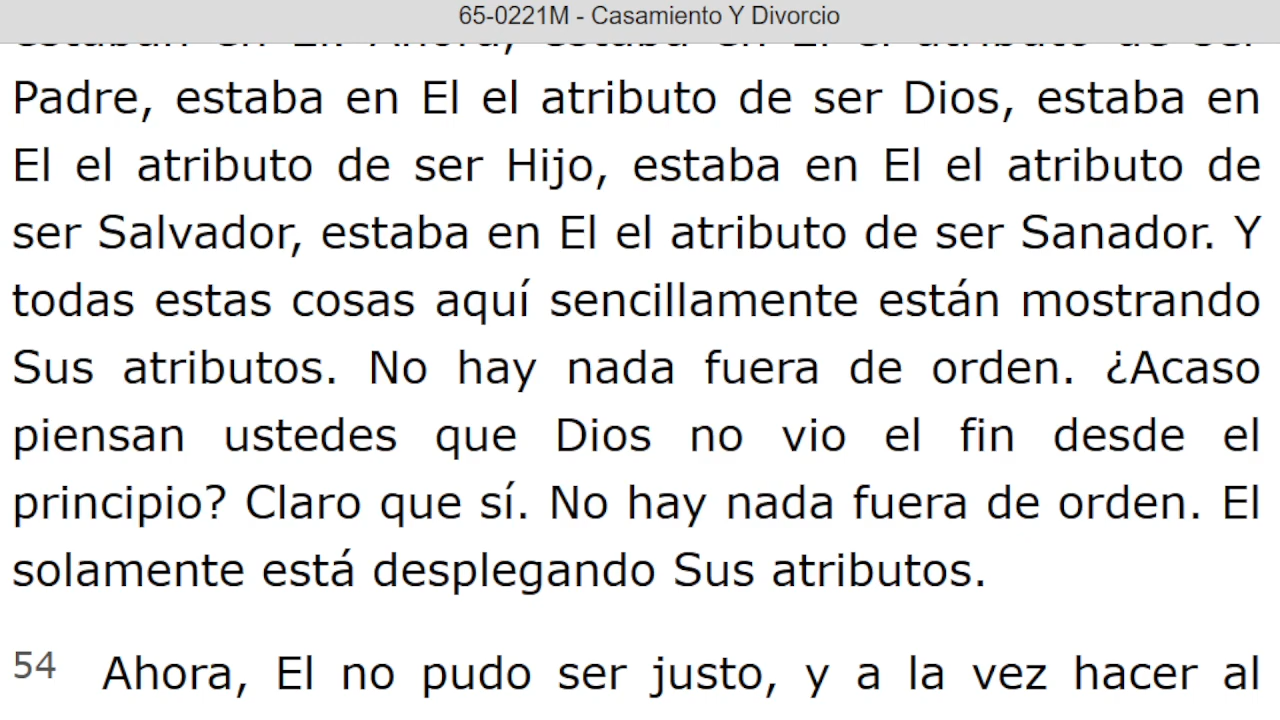 65-0221M - Casamiento Y Divorcio
Padre, estaba en El el atributo de ser Dios, estaba en
El el atributo de ser Hijo, estaba en El el atributo de
ser Salvador, estaba en El el atributo de ser Sanador. Y
todas estas cosas aquí sencillamente están mostrando
Sus atributos. No hay nada fuera de orden. ¿Acaso
piensan ustedes que Dios no vio el fin desde el
principio? Claro que sí. No hay nada fuera de orden. El
solamente está desplegando Sus atributos.
54 Ahora, El no pudo ser justo, y a la vez hacer al